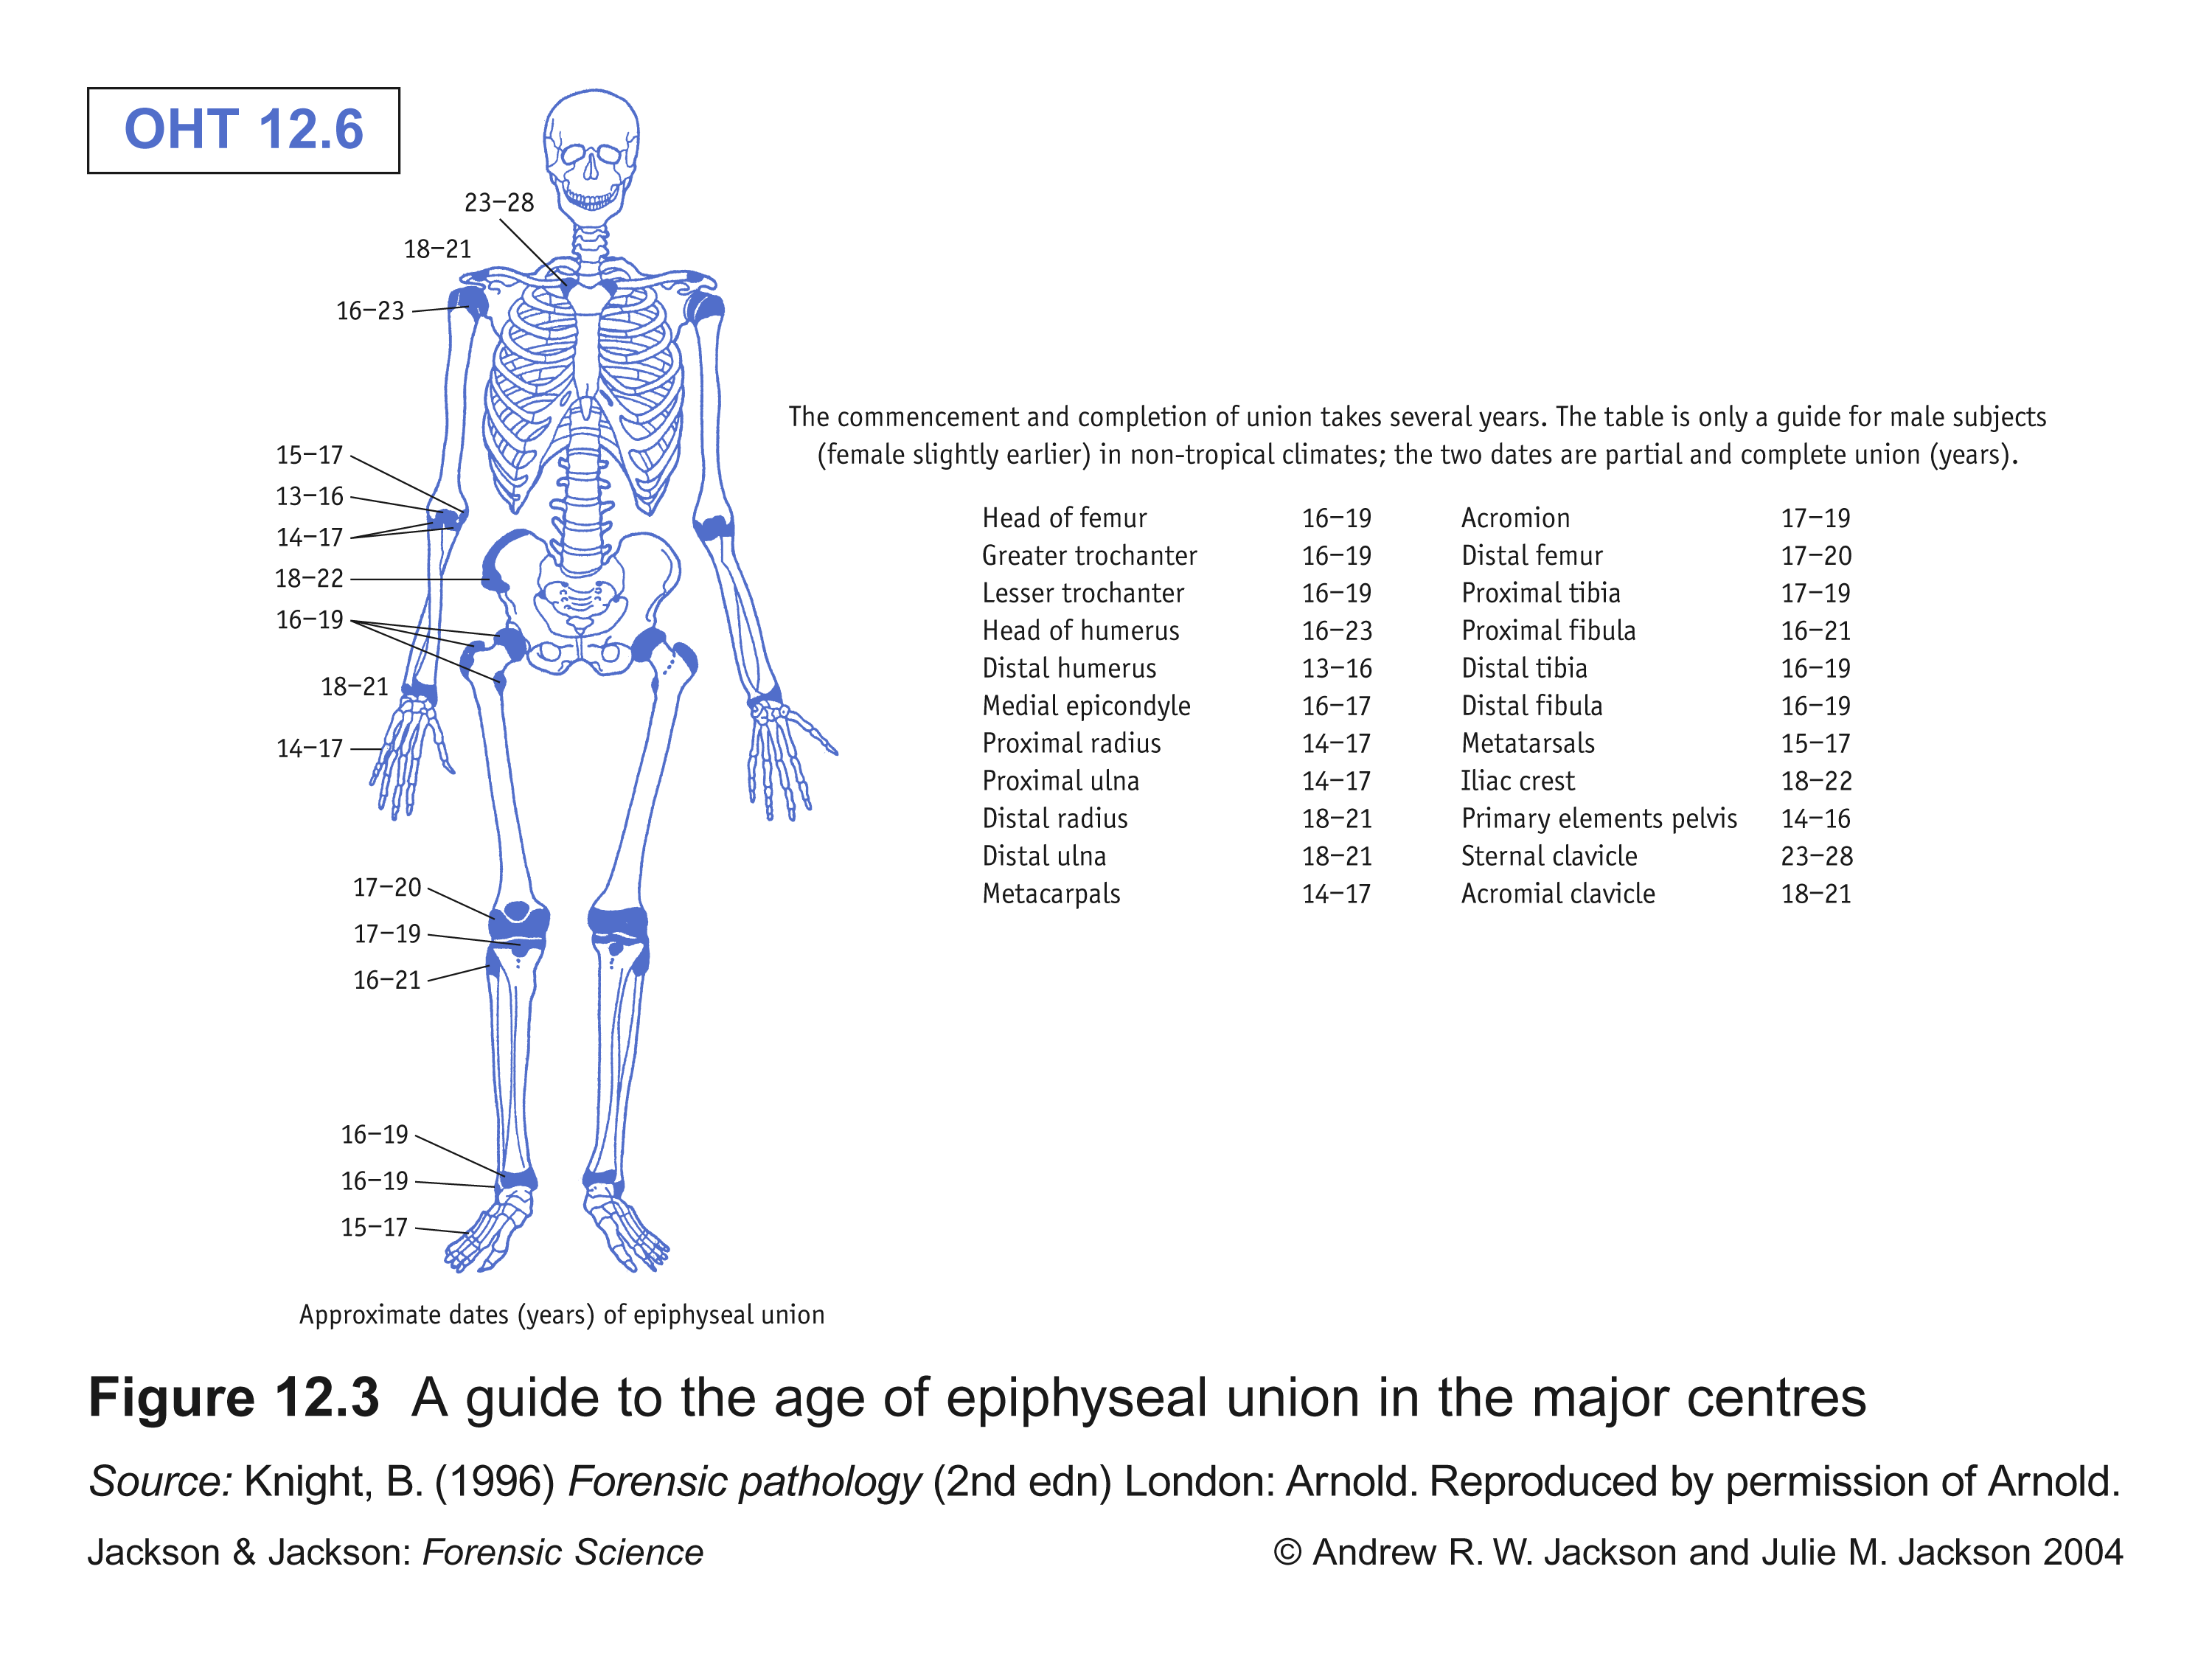 OHT 12.6
23–28
18–21
16–23
15–17
13–16
14–17
18–22
16–19
18–21
14–17
17–20
17–19
16–21
16–19
16–19
15–17
Approximate dates (years) of epiphyseal union
The commencement and completion of union takes several years. The table is only a guide for male subjects
(female slightly earlier) in non-tropical climates; the two dates are partial and complete union (years).
Head of femur 16–19 Acromion 17–19
Greater trochanter 16–19 Distal femur 17–20
Lesser trochanter 16–19 Proximal tibia 17–19
Head of humerus 16–23 Proximal fibula 16–21
Distal humerus 13–16 Distal tibia 16–19
Medial epicondyle 16–17 Distal fibula 16–19
Proximal radius 14–17 Metatarsals 15–17
Proximal ulna 14–17 Iliac crest 18–22
Distal radius 18–21 Primary elements pelvis 14–16
Distal ulna 18–21 Sternal clavicle 23–28
Metacarpals 14–17 Acromial clavicle 18–21
Figure 12.3 A guide to the age of epiphyseal union in the major centres
Source: Knight, B. (1996) Forensic pathology (2nd edn) London: Arnold. Reproduced by permission of Arnold.
Jackson & Jackson: Forensic Science © Andrew R. W. Jackson and Julie M. Jackson 2004